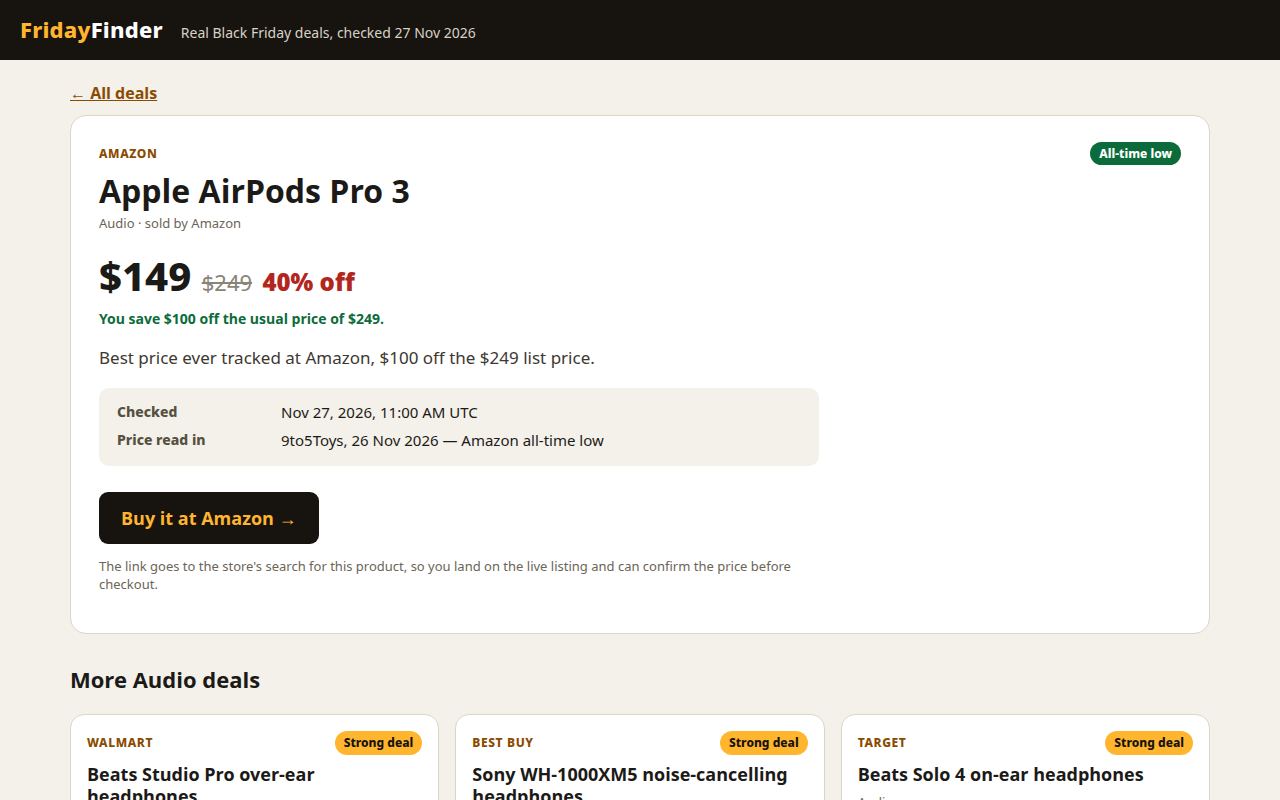 FridayFinder Real Black Friday deals, checked 27 Nov 2026
← All deals
AMAZON All-time low
Apple AirPods Pro 3
Audio · sold by Amazon
$149 $249 40% off
You save $100 off the usual price of $249.
Best price ever tracked at Amazon, $100 off the $249 list price.
Checked Nov 27, 2026, 11:00 AM UTC
Price read in 9to5Toys, 26 Nov 2026 — Amazon all-time low
Buy it at Amazon →
The link goes to the store's search for this product, so you land on the live listing and can confirm the price before
checkout.
More Audio deals
WALMART Strong deal
Beats Studio Pro over-ear
headphones
BEST BUY Strong deal
Sony WH-1000XM5 noise-cancelling
headphones
TARGET Strong deal
Beats Solo 4 on-ear headphones